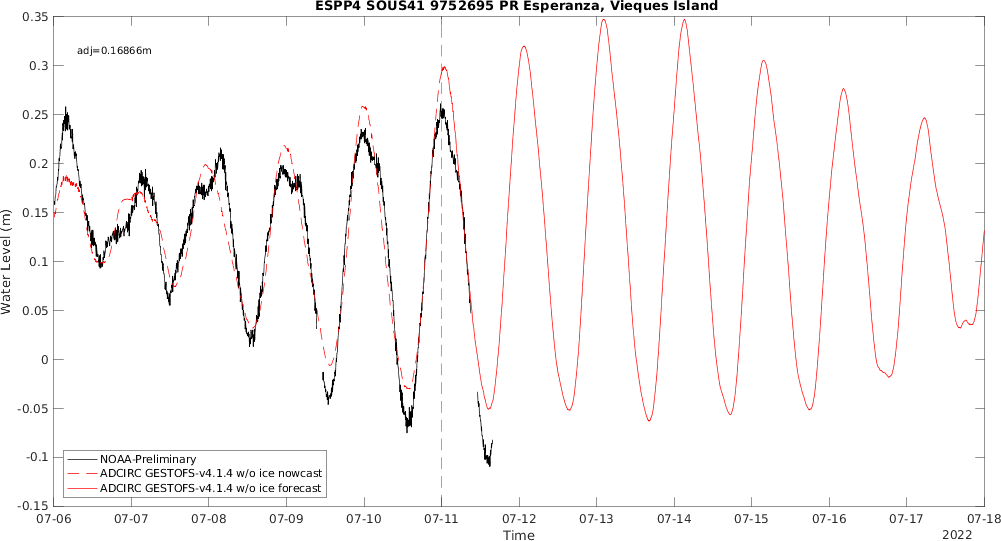 ESPP4 SOUS41 9752695 PR Esperanza, Vieques Island
adj=0.16866m
0.35
0.3
0.25
0.2
0.15
0.1
0.05
0
-0.05
-0.1
-0.15
Water Level (m)
NOAA-Preliminary
ADCIRC GESTOFS-v4.1.4 w/o ice nowcast
ADCIRC GESTOFS-v4.1.4 w/o ice forecast
07-06 07-07 07-08 07-09 07-10 07-11 07-12 07-13 07-14 07-15 07-16 07-17 07-18
Time
2022